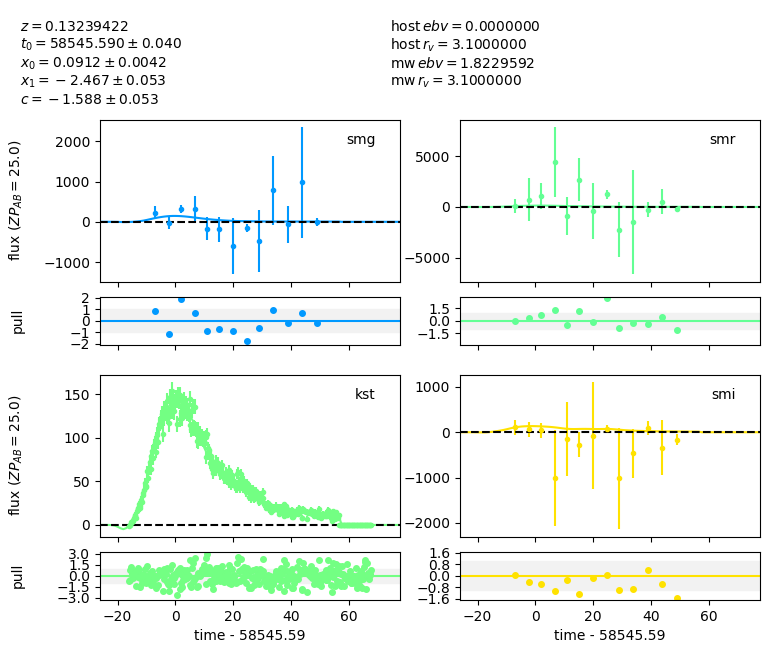 z = 0.13239422
t₀ = 58545.590 ± 0.040
x₀ = 0.0912 ± 0.0042
x₁ = −2.467 ± 0.053
c = −1.588 ± 0.053
host ebv = 0.0000000
host r_v = 3.1000000
mw ebv = 1.8229592
mw r_v = 3.1000000
flux (ZP_AB = 25.0)
2000
1000
0
−1000
smg
5000
0
−5000
smr
pull
2
1
0
−1
−2
1.5
0.0
−1.5
flux (ZP_AB = 25.0)
150
100
50
0
kst
1000
0
−1000
−2000
smi
pull
3.0
1.5
0.0
−1.5
−3.0
1.6
0.8
0.0
−0.8
−1.6
−20 0 20 40 60
time - 58545.59
−20 0 20 40 60
time - 58545.59